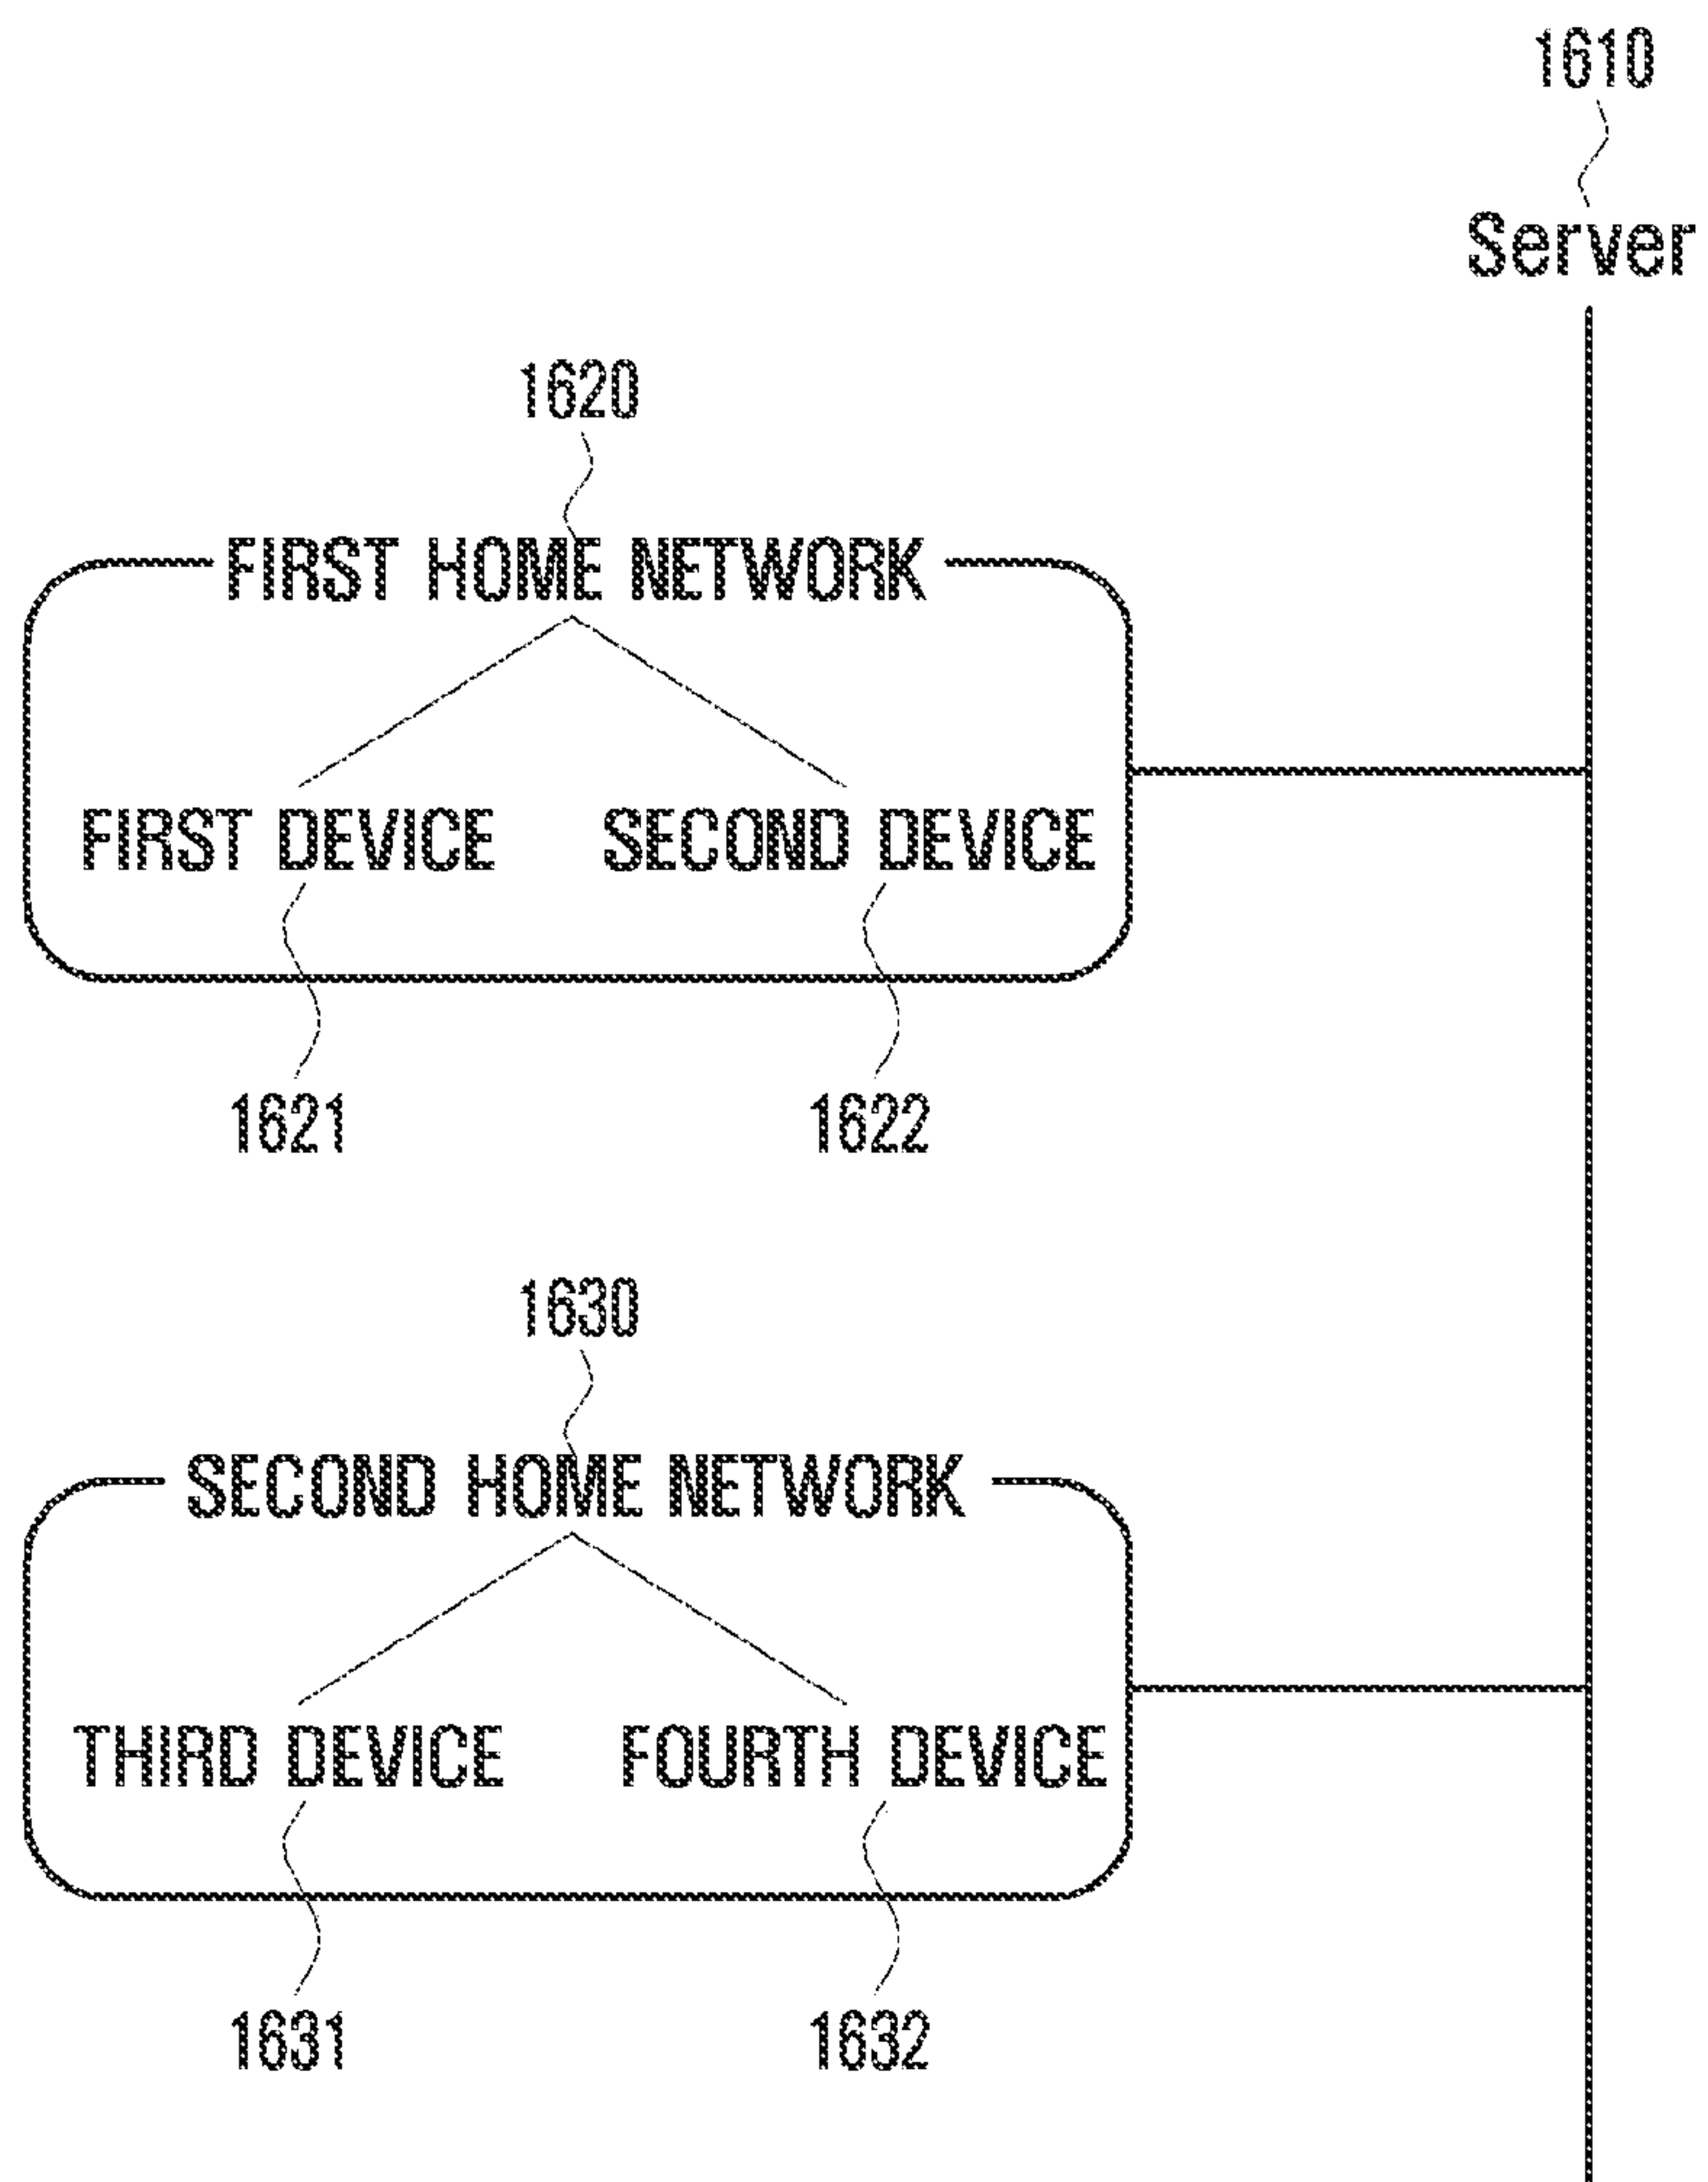 1610
Server
1620
FIRST HOME NETWORK
FIRST DEVICE SECOND DEVICE
1621 1622
1630
SECOND HOME NETWORK
THIRD DEVICE FOURTH DEVICE
1631 1632